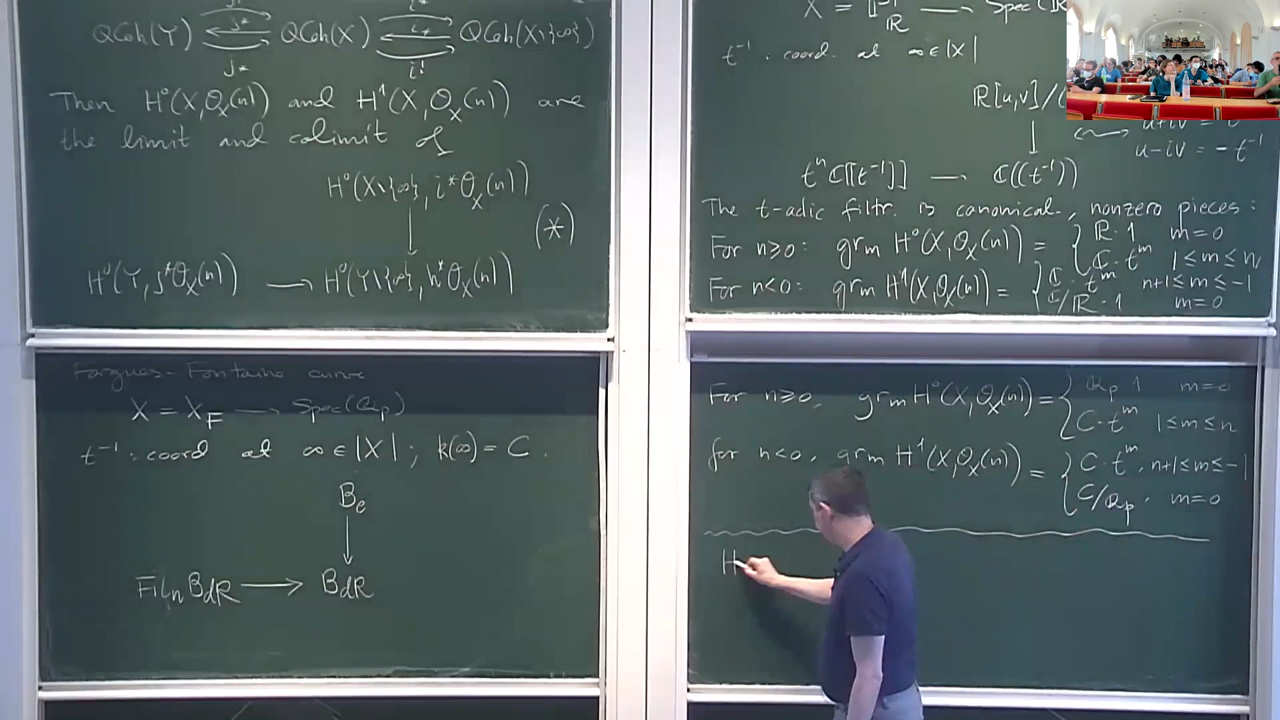 QCoh(Y) j* QCoh(X) i* QCoh(X\{∞})
j^* i^!
Then H⁰(X,O_X(n)) and H¹(X,O_X(n)) are
the limit and colimit of
H⁰(X\{∞}, i*O_X(n))
↓ (*)
H⁰(Y, j*O_X(n)) ⟶ H⁰(Y\{∞}, h*O_X(n))
X = P¹_R ⟶ Spec(R
t⁻¹ : coord. at ∞∈|X|
R[u,v]/(
↓
u-iv = -t⁻¹
tⁿC[[t⁻¹]] — C((t⁻¹))
The t-adic filtr. is canonical, nonzero pieces:
For n≥0: gr_m H⁰(X,O_X(n)) = { R·1 m=0
C·t^m 1≤m≤n,
For n<0: gr_m H¹(X,O_X(n)) = { C·t^m n+1≤m≤-1
C/R·1 m=0
Fargues-Fontaine curve
X = X_F ⟶ Spec(Q_p)
t⁻¹: coord at ∞∈|X| ; k(∞) = C .
B_e
↓
Fil_n B_dR ⟶ B_dR
For n≥0, gr_m H⁰(X,O_X(n)) = { Q_p·1 m=0
C·t^m 1≤m≤n
for n<0, gr_m H¹(X,O_X(n)) = { C·t^m, n+1≤m≤-1
C/Q_p · m=0
H